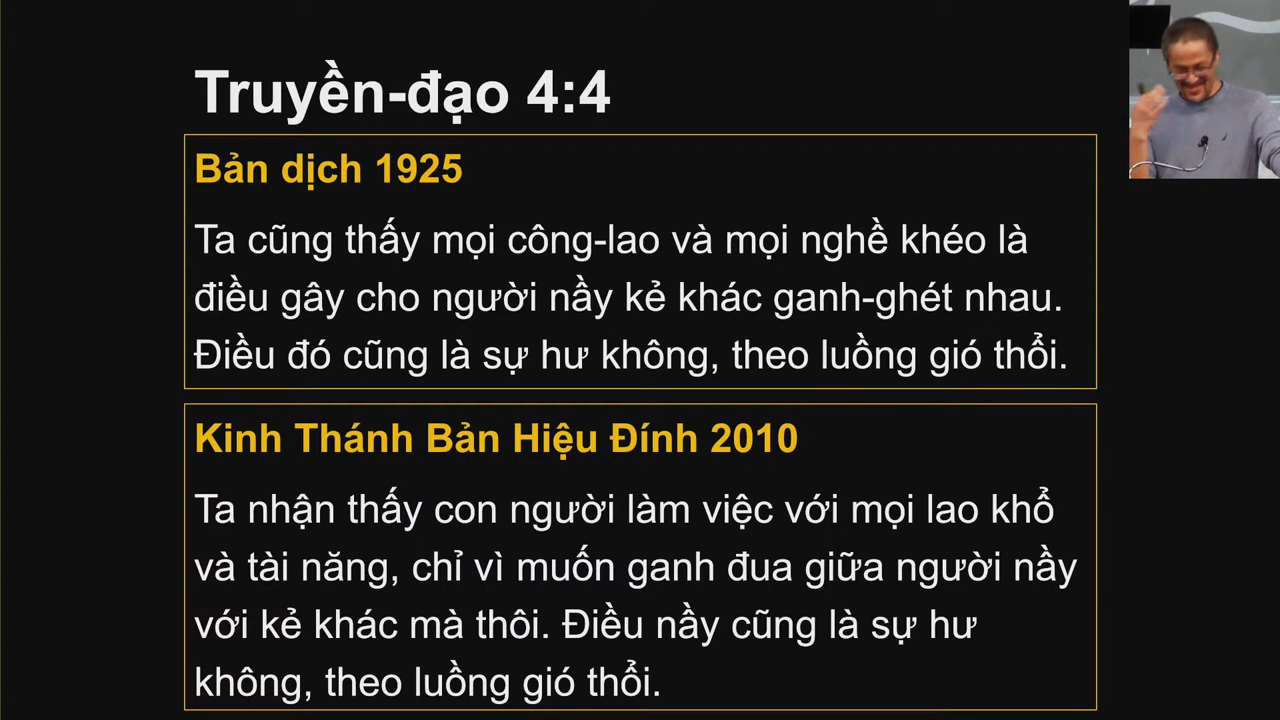 Truyền-đạo 4:4
Bản dịch 1925
Ta cũng thấy mọi công-lao và mọi nghề khéo là
điều gây cho người nầy kẻ khác ganh-ghét nhau.
Điều đó cũng là sự hư không, theo luồng gió thổi.
Kinh Thánh Bản Hiệu Đính 2010
Ta nhận thấy con người làm việc với mọi lao khổ
và tài năng, chỉ vì muốn ganh đua giữa người nầy
với kẻ khác mà thôi. Điều nầy cũng là sự hư
không, theo luồng gió thổi.